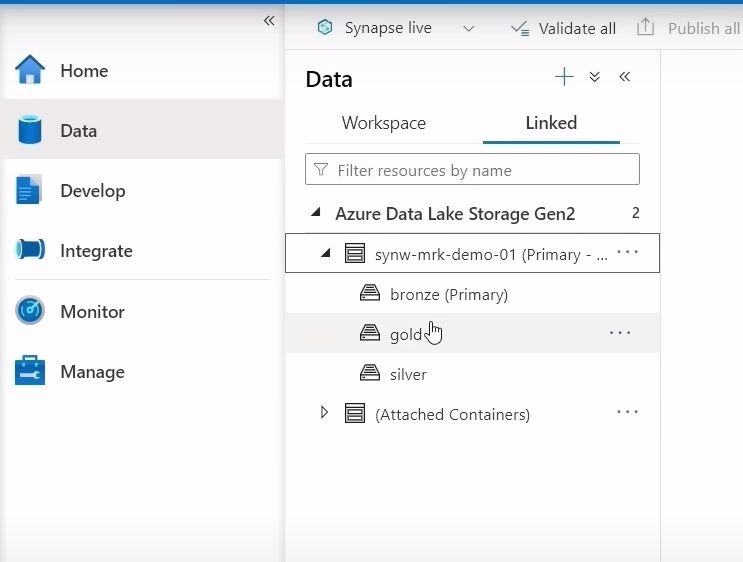 Synapse live
Validate all
Publish all
Home
Data
Develop
Integrate
Monitor
Manage
Data
Workspace
Linked
Filter resources by name
Azure Data Lake Storage Gen2
2
synw-mrk-demo-01 (Primary - ...
bronze (Primary)
gold
silver
(Attached Containers)